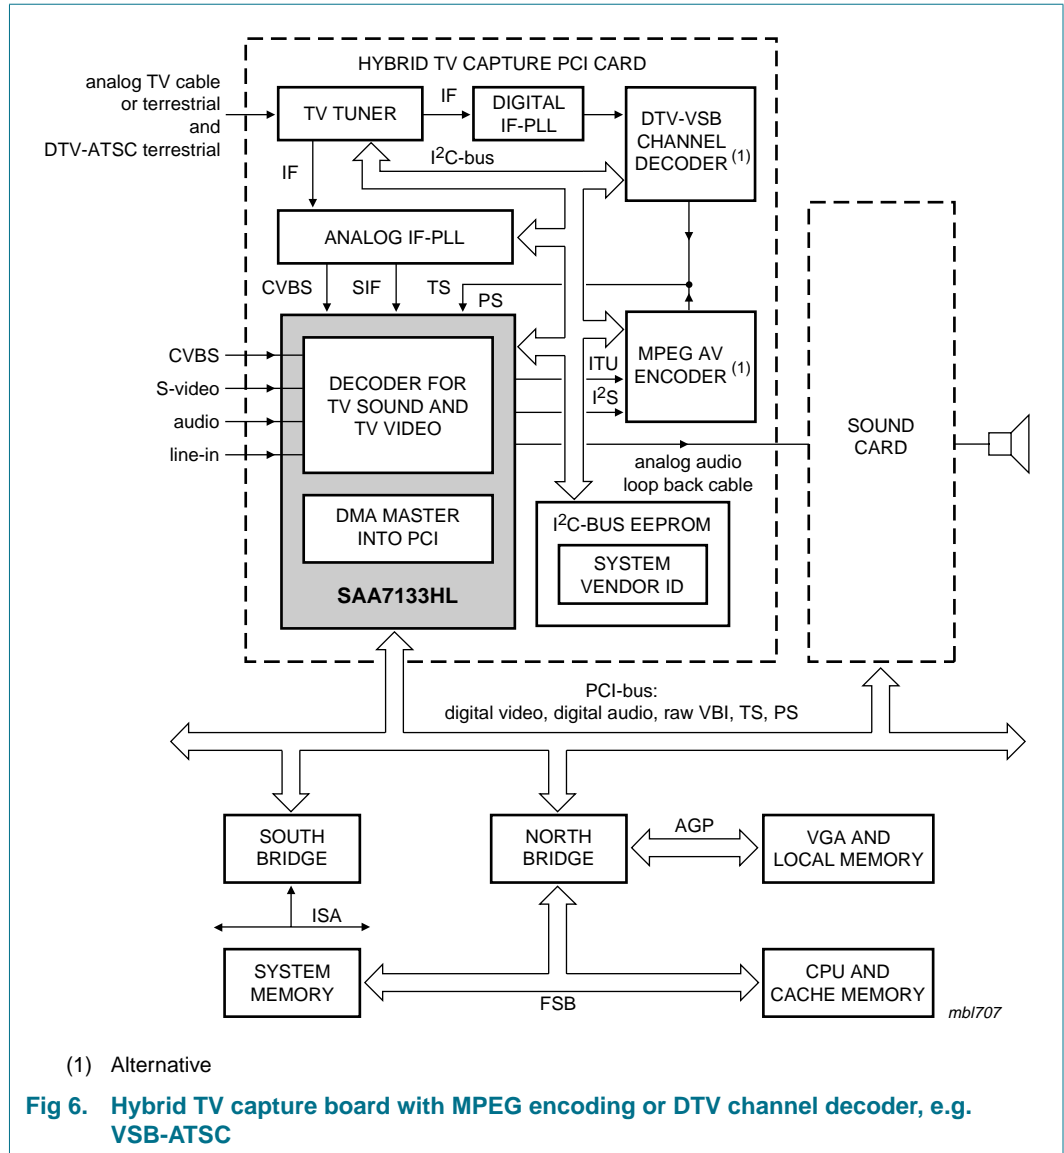 HYBRID TV CAPTURE PCI CARD
analog TV cable
or terrestrial
and
DTV-ATSC terrestrial
TV TUNER
IF
DIGITAL
IF-PLL
DTV-VSB
CHANNEL
DECODER (1)
I2C-bus
IF
ANALOG IF-PLL
CVBS
SIF
TS
PS
CVBS
S-video
audio
line-in
DECODER FOR
TV SOUND AND
TV VIDEO
ITU
I2S
MPEG AV
ENCODER (1)
SOUND
CARD
analog audio
loop back cable
DMA MASTER
INTO PCI
SAA7133HL
I2C-BUS EEPROM
SYSTEM
VENDOR ID
PCI-bus:
digital video, digital audio, raw VBI, TS, PS
SOUTH
BRIDGE
NORTH
BRIDGE
AGP
VGA AND
LOCAL MEMORY
ISA
SYSTEM
MEMORY
FSB
CPU AND
CACHE MEMORY
mbl707
(1) Alternative
Fig 6. Hybrid TV capture board with MPEG encoding or DTV channel decoder, e.g.
VSB-ATSC